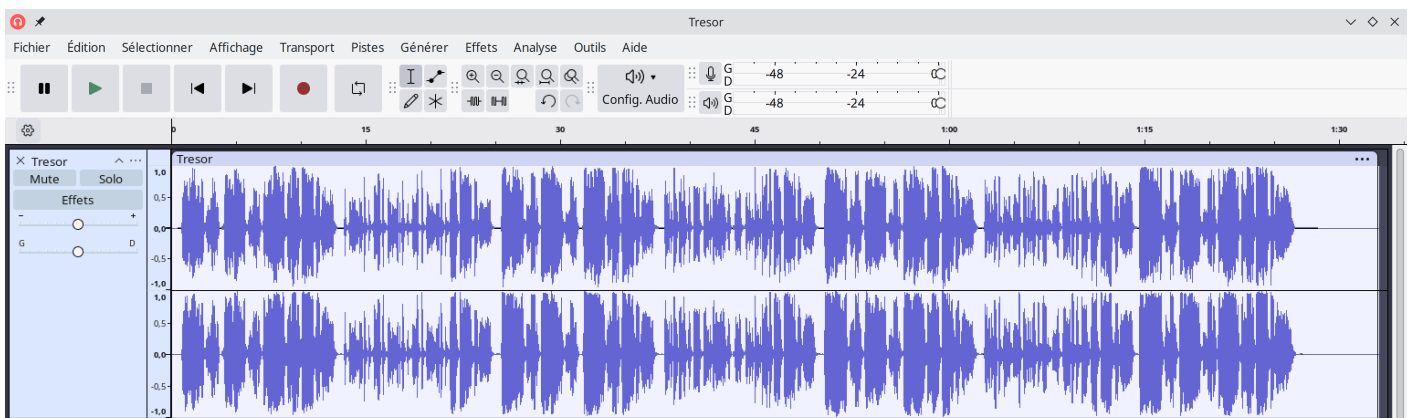 Tresor
Fichier Édition Sélectionner Affichage Transport Pistes Générer Effets Analyse Outils Aide
Config. Audio
G
D
-48 -24 0
G
D
-48 -24 0
0 15 30 45 1:00 1:15 1:30
Tresor
Mute Solo
Effets
- +
G D
Tresor
1,0
0,5
0,0
-0,5
-1,0
1,0
0,5
0,0
-0,5
-1,0